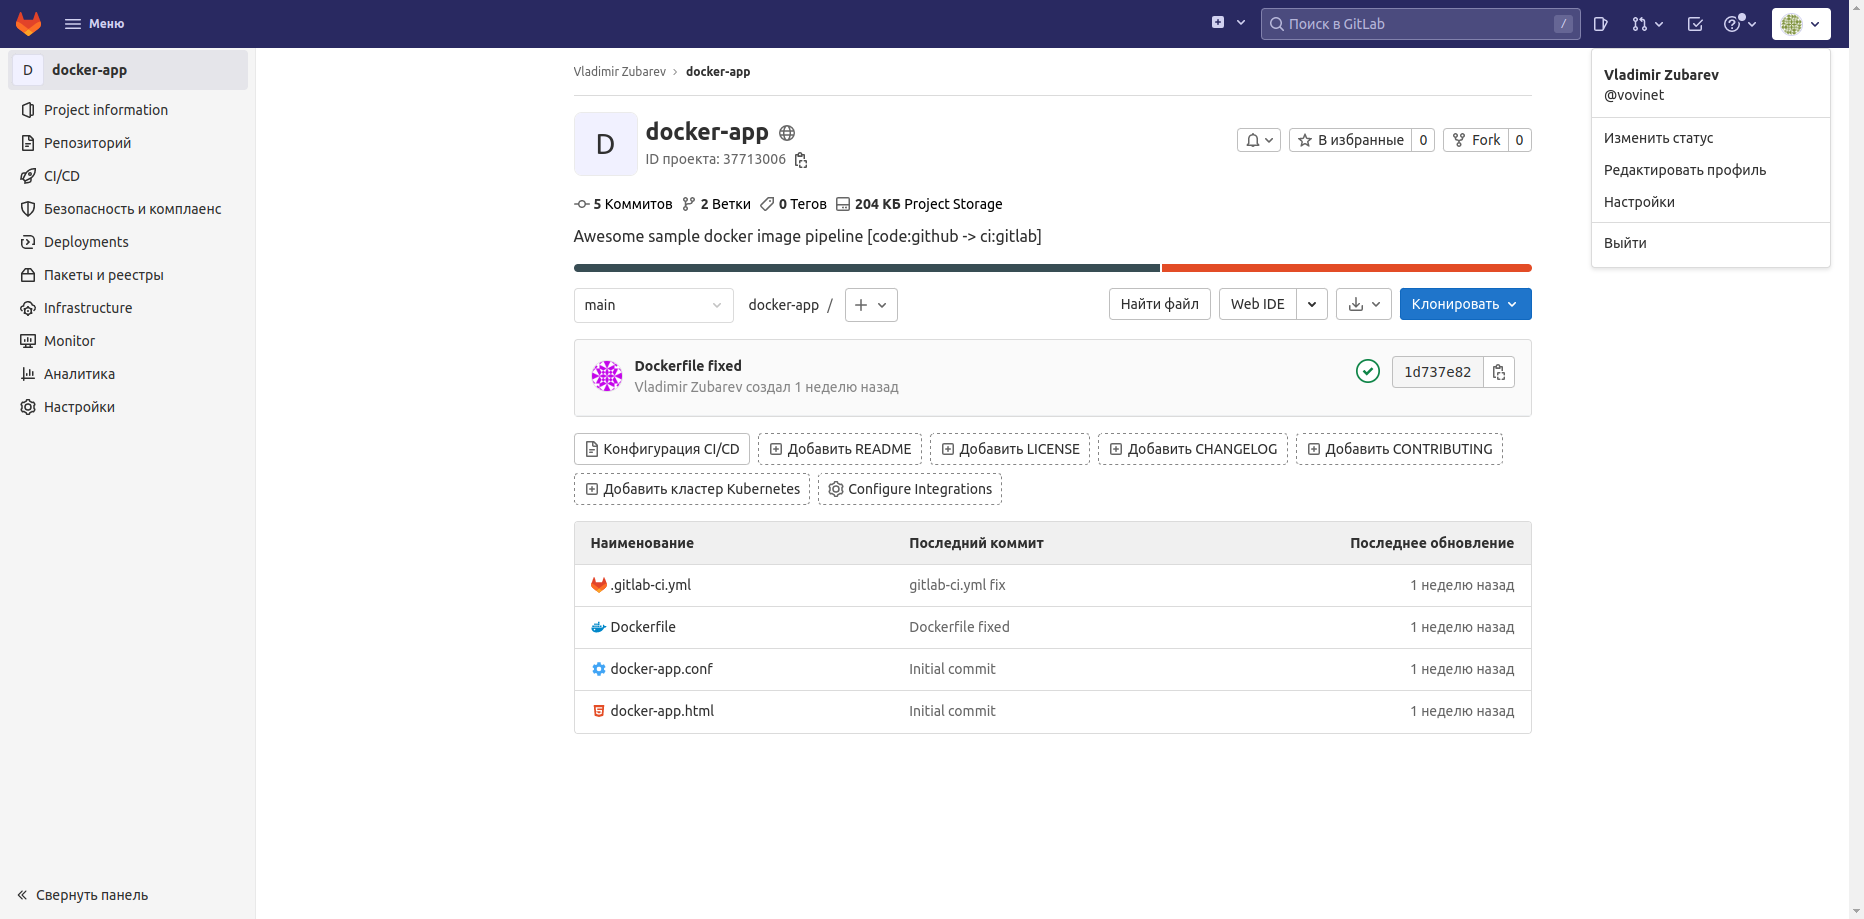 Меню
Поиск в GitLab /
D docker-app
Project information
Репозиторий
CI/CD
Безопасность и комплаенс
Deployments
Пакеты и реестры
Infrastructure
Monitor
Аналитика
Настройки
Свернуть панель
Vladimir Zubarev > docker-app
D
docker-app
ID проекта: 37713006
В избранные 0
Fork 0
5 Коммитов 2 Ветки 0 Тегов 204 КБ Project Storage
Awesome sample docker image pipeline [code:github -> ci:gitlab]
main docker-app / +
Найти файл Web IDE Клонировать
Dockerfile fixed
Vladimir Zubarev создал 1 неделю назад
1d737e82
Конфигурация CI/CD Добавить README Добавить LICENSE Добавить CHANGELOG Добавить CONTRIBUTING
Добавить кластер Kubernetes Configure Integrations
Наименование Последний коммит Последнее обновление
.gitlab-ci.yml gitlab-ci.yml fix 1 неделю назад
Dockerfile Dockerfile fixed 1 неделю назад
docker-app.conf Initial commit 1 неделю назад
docker-app.html Initial commit 1 неделю назад
Vladimir Zubarev
@vovinet
Изменить статус
Редактировать профиль
Настройки
Выйти